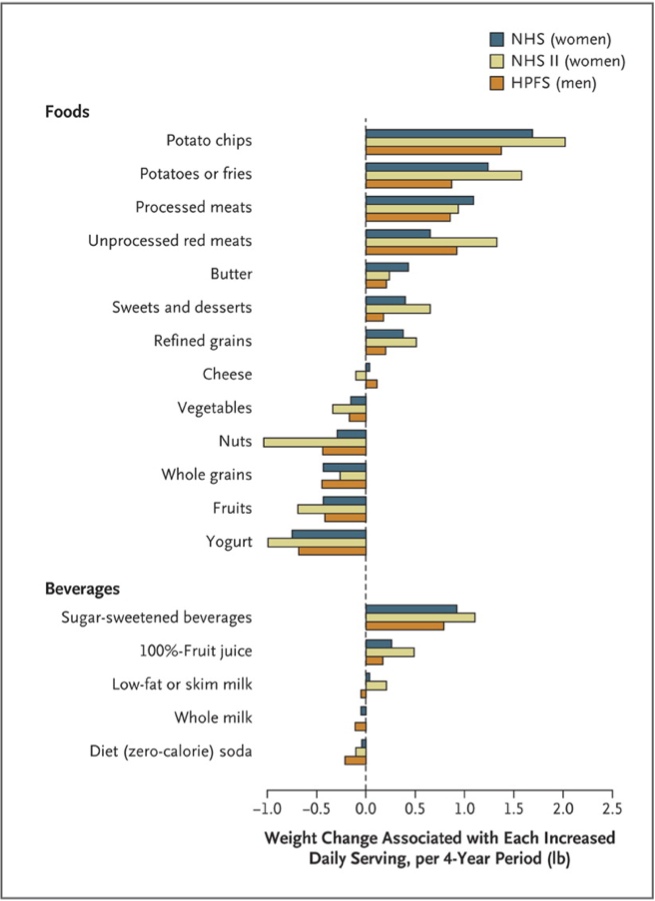 NHS (women)
NHS II (women)
HPFS (men)
Foods
Potato chips
Potatoes or fries
Processed meats
Unprocessed red meats
Butter
Sweets and desserts
Refined grains
Cheese
Vegetables
Nuts
Whole grains
Fruits
Yogurt
Beverages
Sugar-sweetened beverages
100%-Fruit juice
Low-fat or skim milk
Whole milk
Diet (zero-calorie) soda
−1.0 −0.5 0.0 0.5 1.0 1.5 2.0 2.5
Weight Change Associated with Each Increased
Daily Serving, per 4-Year Period (lb)